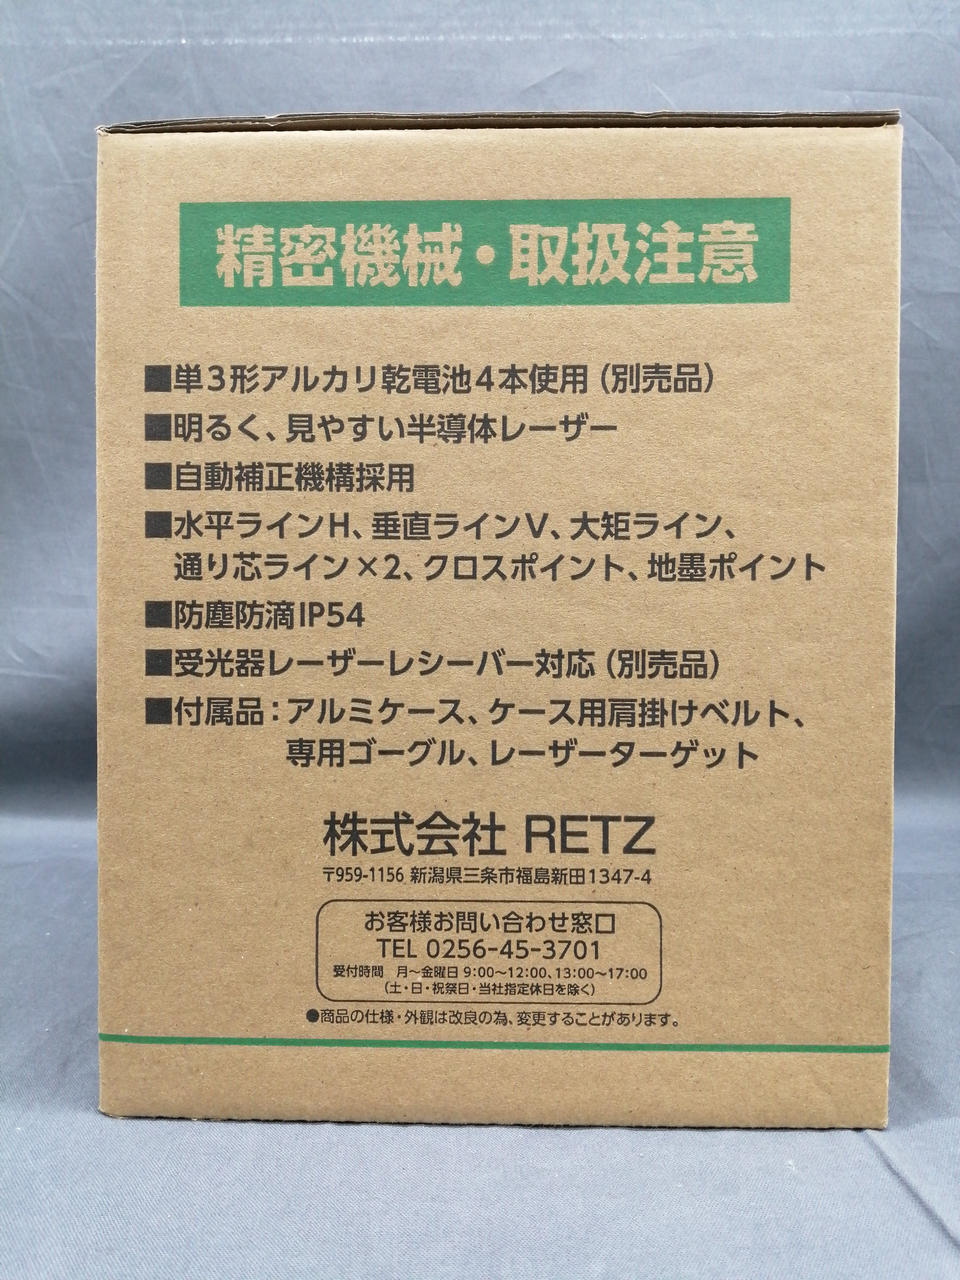 精密機械・取扱注意
■単3形アルカリ乾電池4本使用（別売品）
■明るく、見やすい半導体レーザー
■自動補正機構採用
■水平ラインH、垂直ラインV、大矩ライン、
通り芯ライン×2、クロスポイント、地墨ポイント
■防塵防滴IP54
■受光器レーザーレシーバー対応（別売品）
■付属品：アルミケース、ケース用肩掛けベルト、
専用ゴーグル、レーザーターゲット
株式会社 RETZ
〒959-1156 新潟県三条市福島新田1347-4
お客様お問い合わせ窓口
TEL 0256-45-3701
受付時間 月～金曜日 9:00～12:00、13:00～17:00
（土・日・祝祭日・当社指定休日を除く）
●商品の仕様・外観は改良の為、変更することがあります。